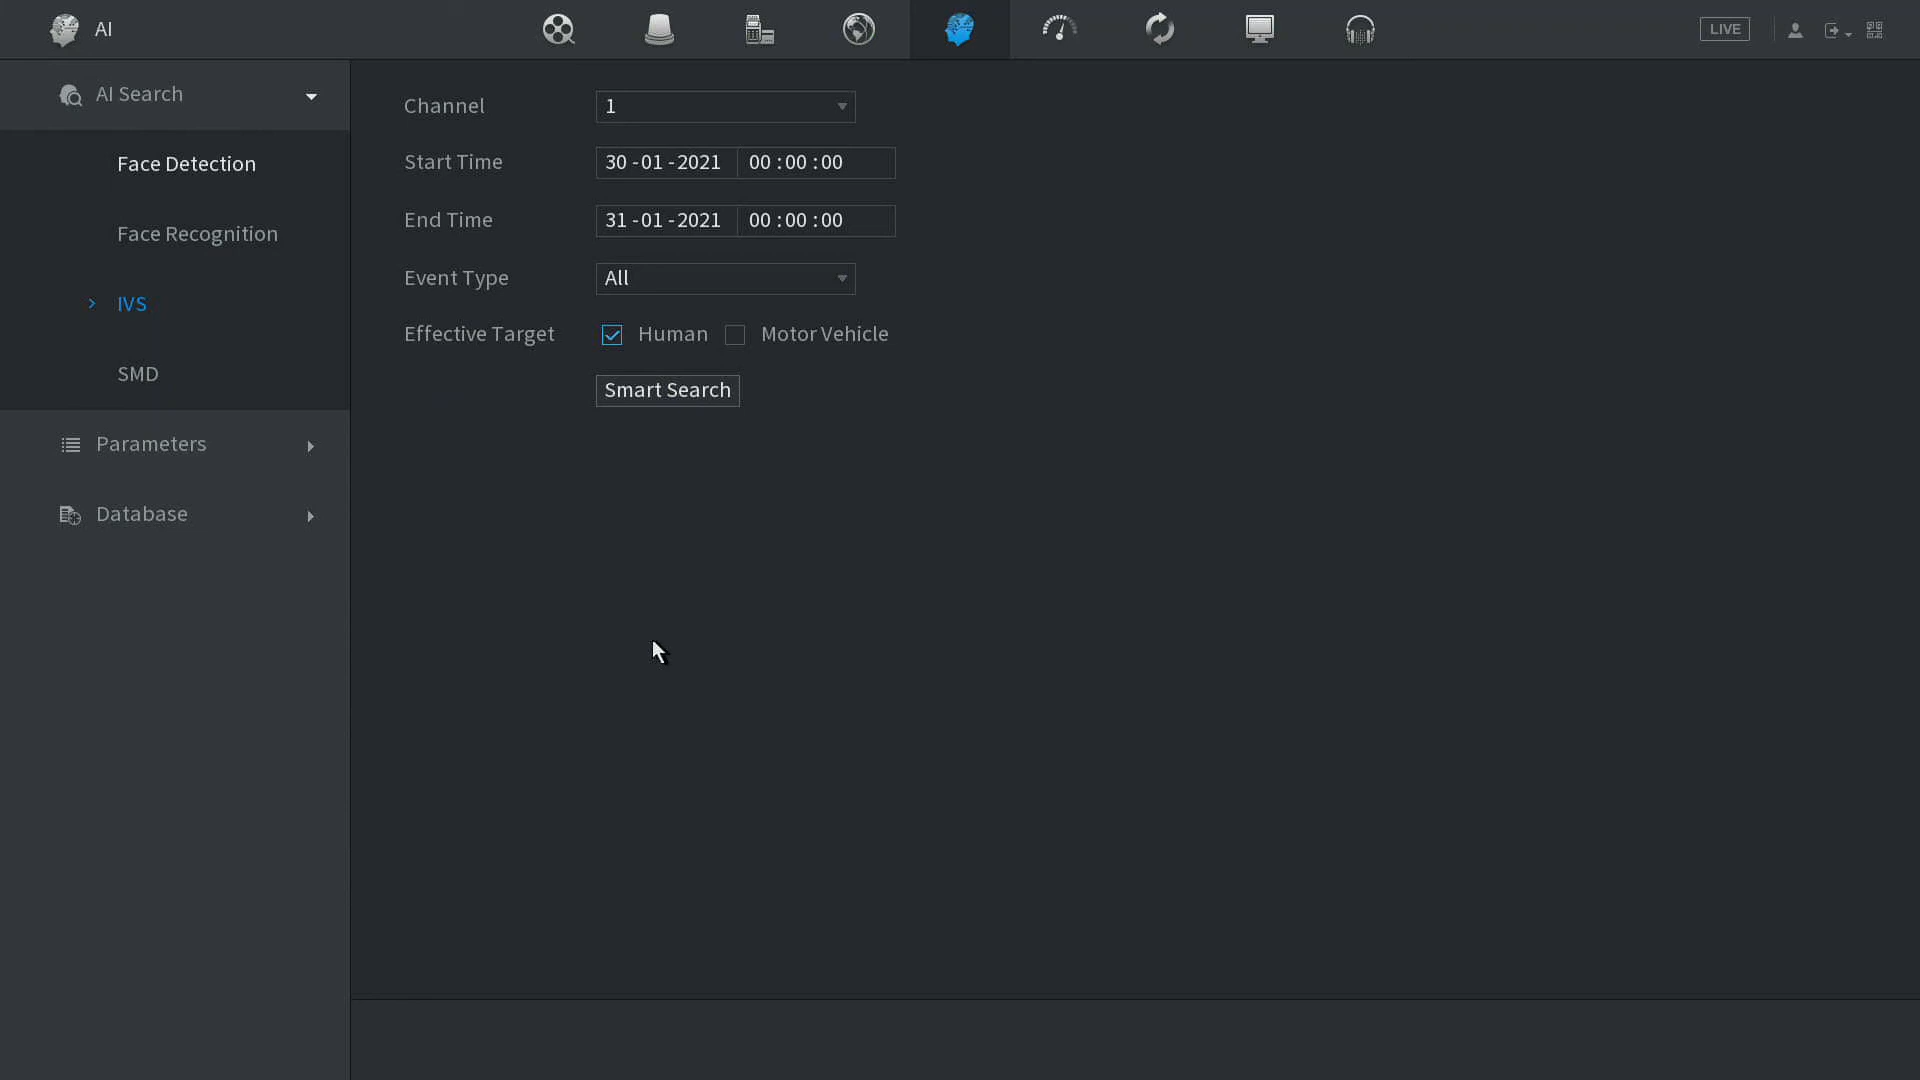 AI
LIVE
AI Search
Face Detection
Face Recognition
IVS
SMD
Parameters
Database
Channel 1
Start Time 30 -01 -2021 00 :00 :00
End Time 31 -01 -2021 00 :00 :00
Event Type All
Effective Target Human Motor Vehicle
Smart Search